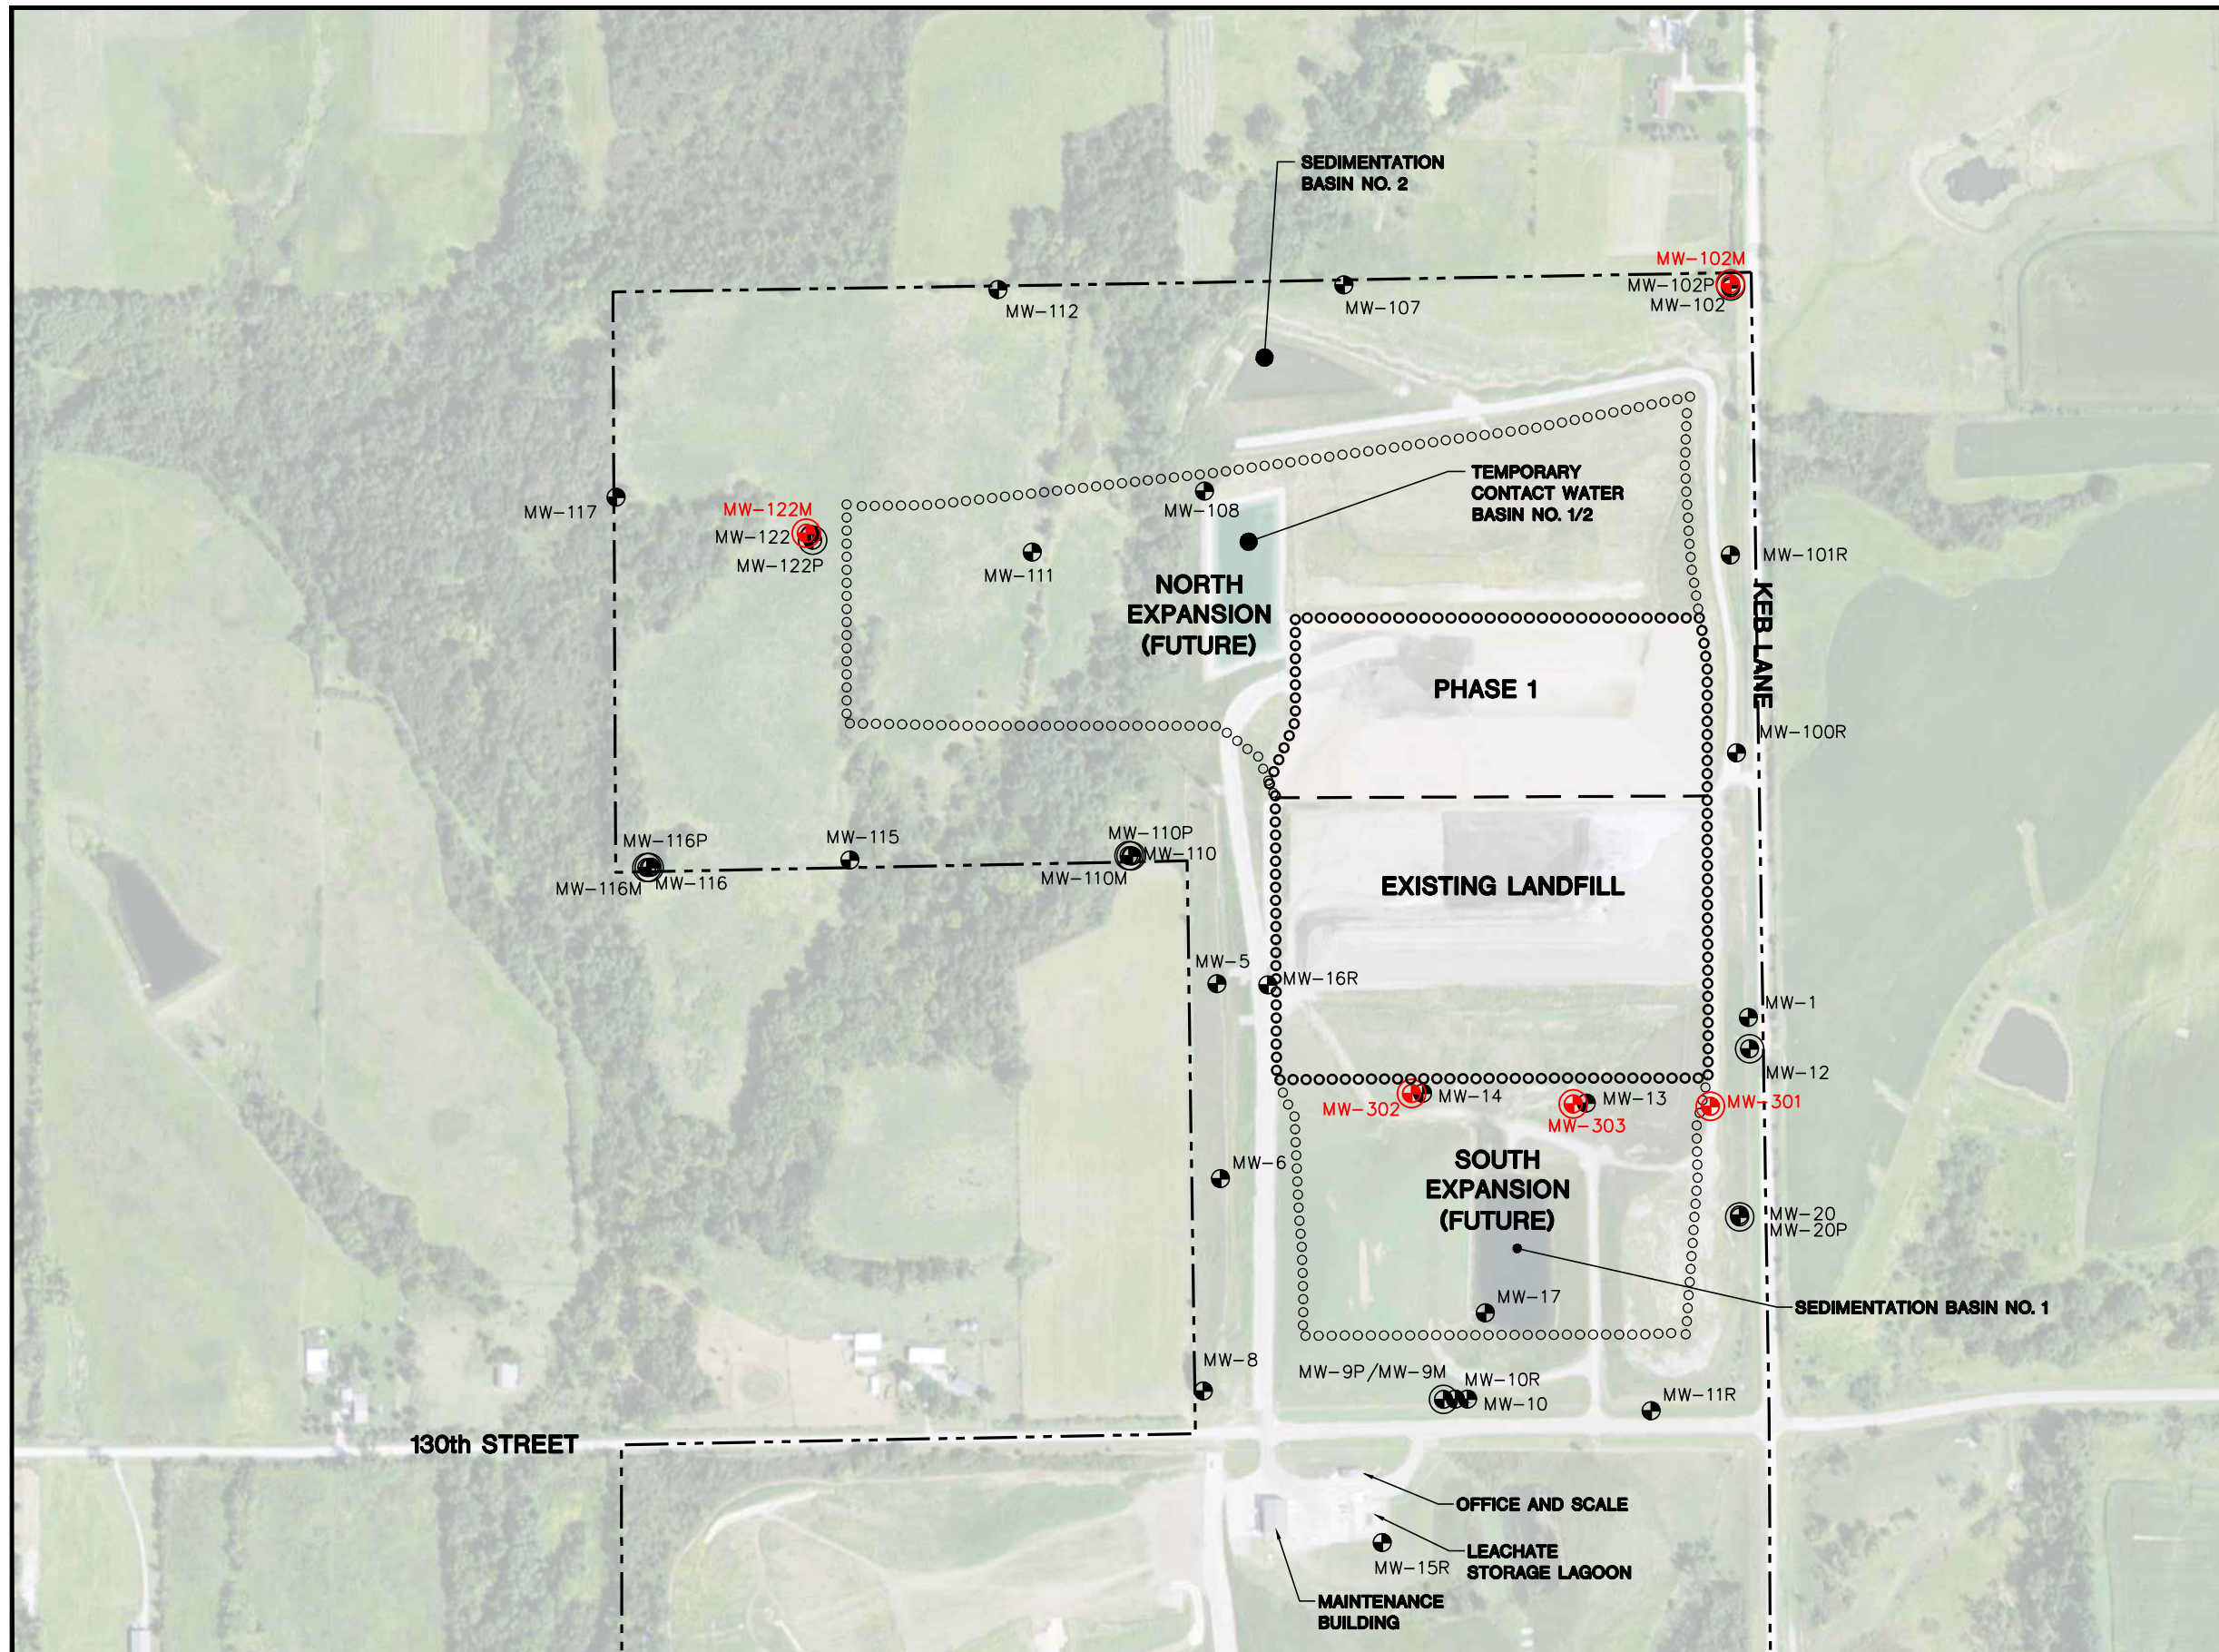 SEDIMENTATION
BASIN NO. 2
MW-102M
MW-102P
MW-102
MW-112
MW-107
TEMPORARY
CONTACT WATER
BASIN NO. 1/2
MW-117
MW-122M
MW-122
MW-122P
MW-108
MW-111
MW-101R
NORTH
EXPANSION
(FUTURE)
KEB LANE
PHASE 1
MW-100R
MW-116P
MW-115
MW-110P
MW-110
MW-116M
MW-116
MW-110M
EXISTING LANDFILL
MW-5
MW-16R
MW-1
MW-12
MW-302
MW-14
MW-13
MW-301
MW-303
MW-6
SOUTH
EXPANSION
(FUTURE)
MW-20
MW-20P
MW-17
SEDIMENTATION BASIN NO. 1
MW-8
MW-9P/MW-9M
MW-10R
MW-10
MW-11R
130th STREET
OFFICE AND SCALE
LEACHATE
STORAGE LAGOON
MW-15R
MAINTENANCE
BUILDING